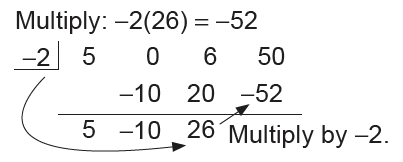 Multiply: –2(26) = –52
–2 5 0 6 50
–10 20 –52
5 –10 26 Multiply by –2.